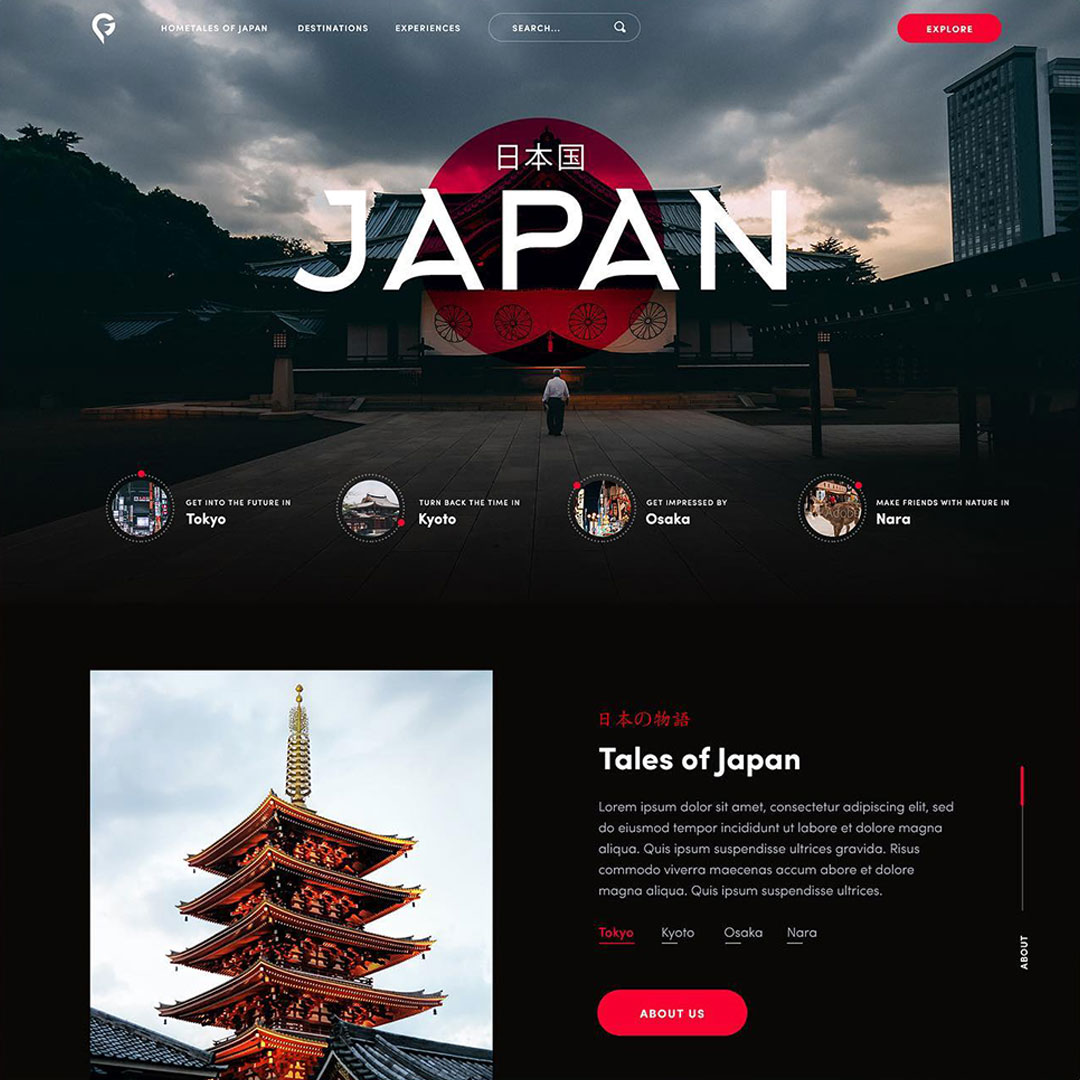 HOMETALES OF JAPAN
DESTINATIONS
EXPERIENCES
SEARCH...
EXPLORE
日本国
JAPAN
GET INTO THE FUTURE IN
Tokyo
TURN BACK THE TIME IN
Kyoto
GET IMPRESSED BY
Osaka
MAKE FRIENDS WITH NATURE IN
Nara
日本の物語
Tales of Japan
Lorem ipsum dolor sit amet, consectetur adipiscing elit, sed
do eiusmod tempor incididunt ut labore et dolore magna
aliqua. Quis ipsum suspendisse ultrices gravida. Risus
commodo viverra maecenas accum abore et dolore
magna aliqua. Quis ipsum suspendisse ultrices.
Tokyo
Kyoto
Osaka
Nara
ABOUT US
ABOUT